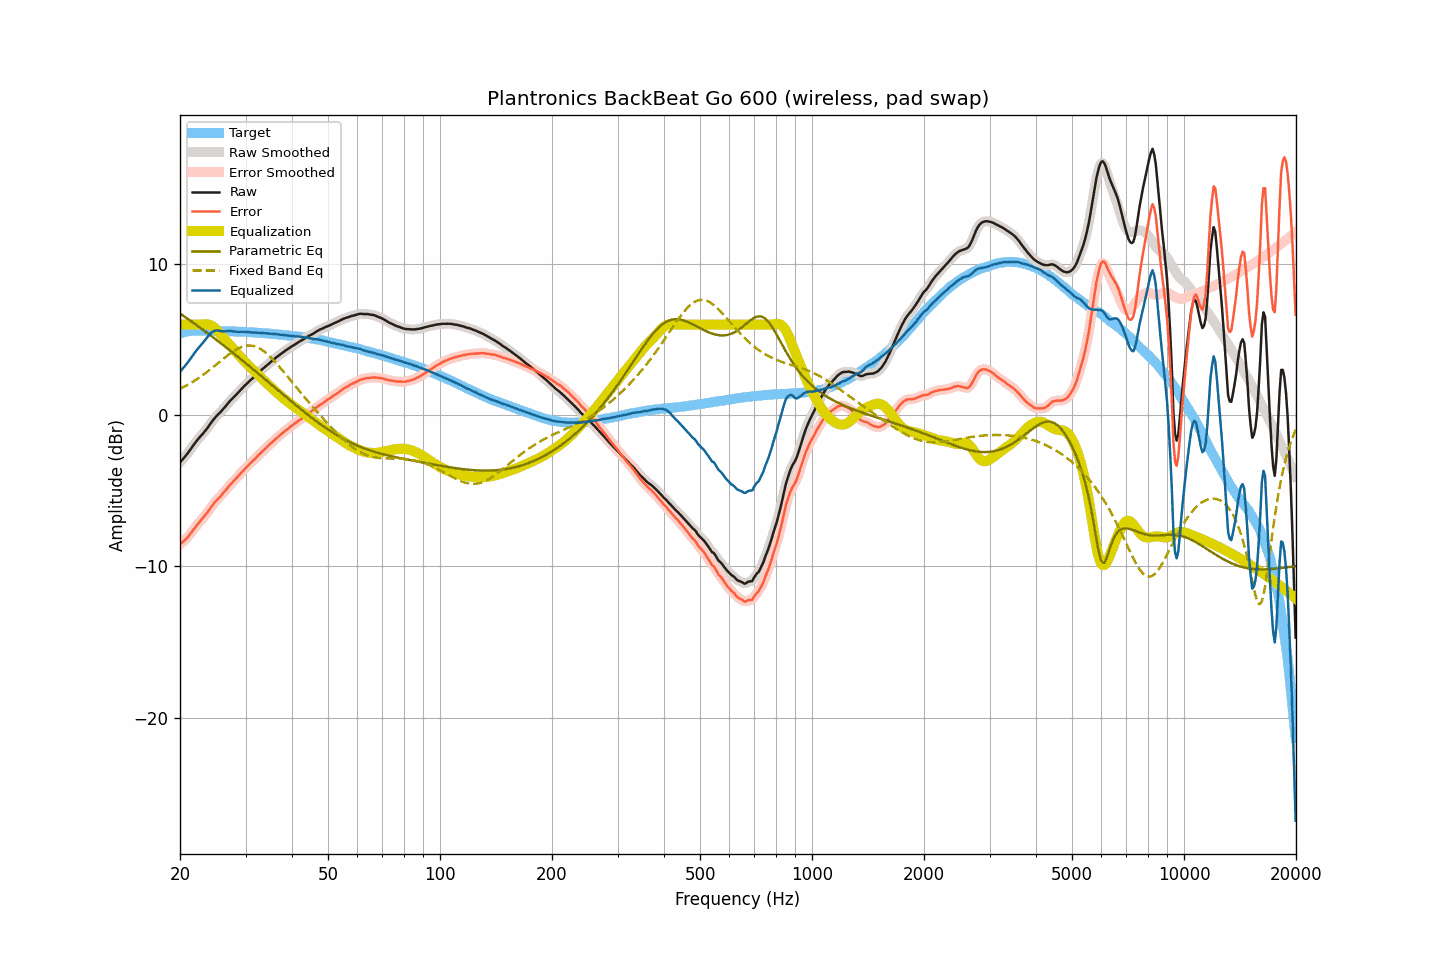 Plantronics BackBeat Go 600 (wireless, pad swap)
Target
Raw Smoothed
Error Smoothed
Raw
Error
Equalization
Parametric Eq
Fixed Band Eq
Equalized
10
0
−10
−20
Amplitude (dBr)
20 50 100 200 500 1000 2000 5000 10000 20000
Frequency (Hz)